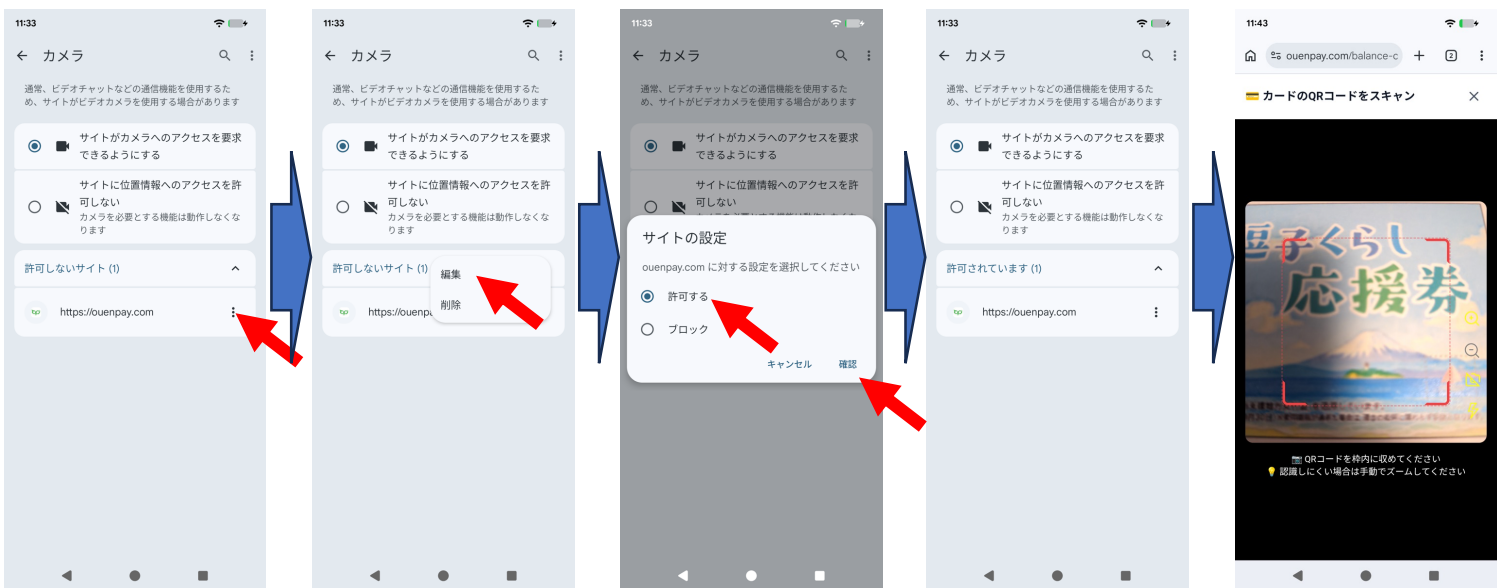 11:33
カメラ
通常、ビデオチャットなどの通信機能を使用するた
め、サイトがビデオカメラを使用する場合があります
サイトがカメラへのアクセスを要求
できるようにする
サイトに位置情報へのアクセスを許
可しない
カメラを必要とする機能は動作しなくな
ります
許可しないサイト (1)
https://ouenpay.com
11:33
カメラ
通常、ビデオチャットなどの通信機能を使用するた
め、サイトがビデオカメラを使用する場合があります
サイトがカメラへのアクセスを要求
できるようにする
サイトに位置情報へのアクセスを許
可しない
カメラを必要とする機能は動作しなくな
ります
許可しないサイト (1)
編集
削除
https://ouenp
11:33
カメラ
通常、ビデオチャットなどの通信機能を使用するた
め、サイトがビデオカメラを使用する場合があります
サイトがカメラへのアクセスを要求
できるようにする
サイトに位置情報へのアクセスを許
可しない
サイトの設定
ouenpay.com に対する設定を選択してください
許可する
ブロック
キャンセル 確認
11:33
カメラ
通常、ビデオチャットなどの通信機能を使用するた
め、サイトがビデオカメラを使用する場合があります
サイトがカメラへのアクセスを要求
できるようにする
サイトに位置情報へのアクセスを許
可しない
カメラを必要とする機能は動作しなくな
ります
許可されています (1)
https://ouenpay.com
11:43
ouenpay.com/balance-c
2
カードのQRコードをスキャン
逗子くらし
応援券
QRコードを枠内に収めてください
認識しにくい場合は手動でズームしてください